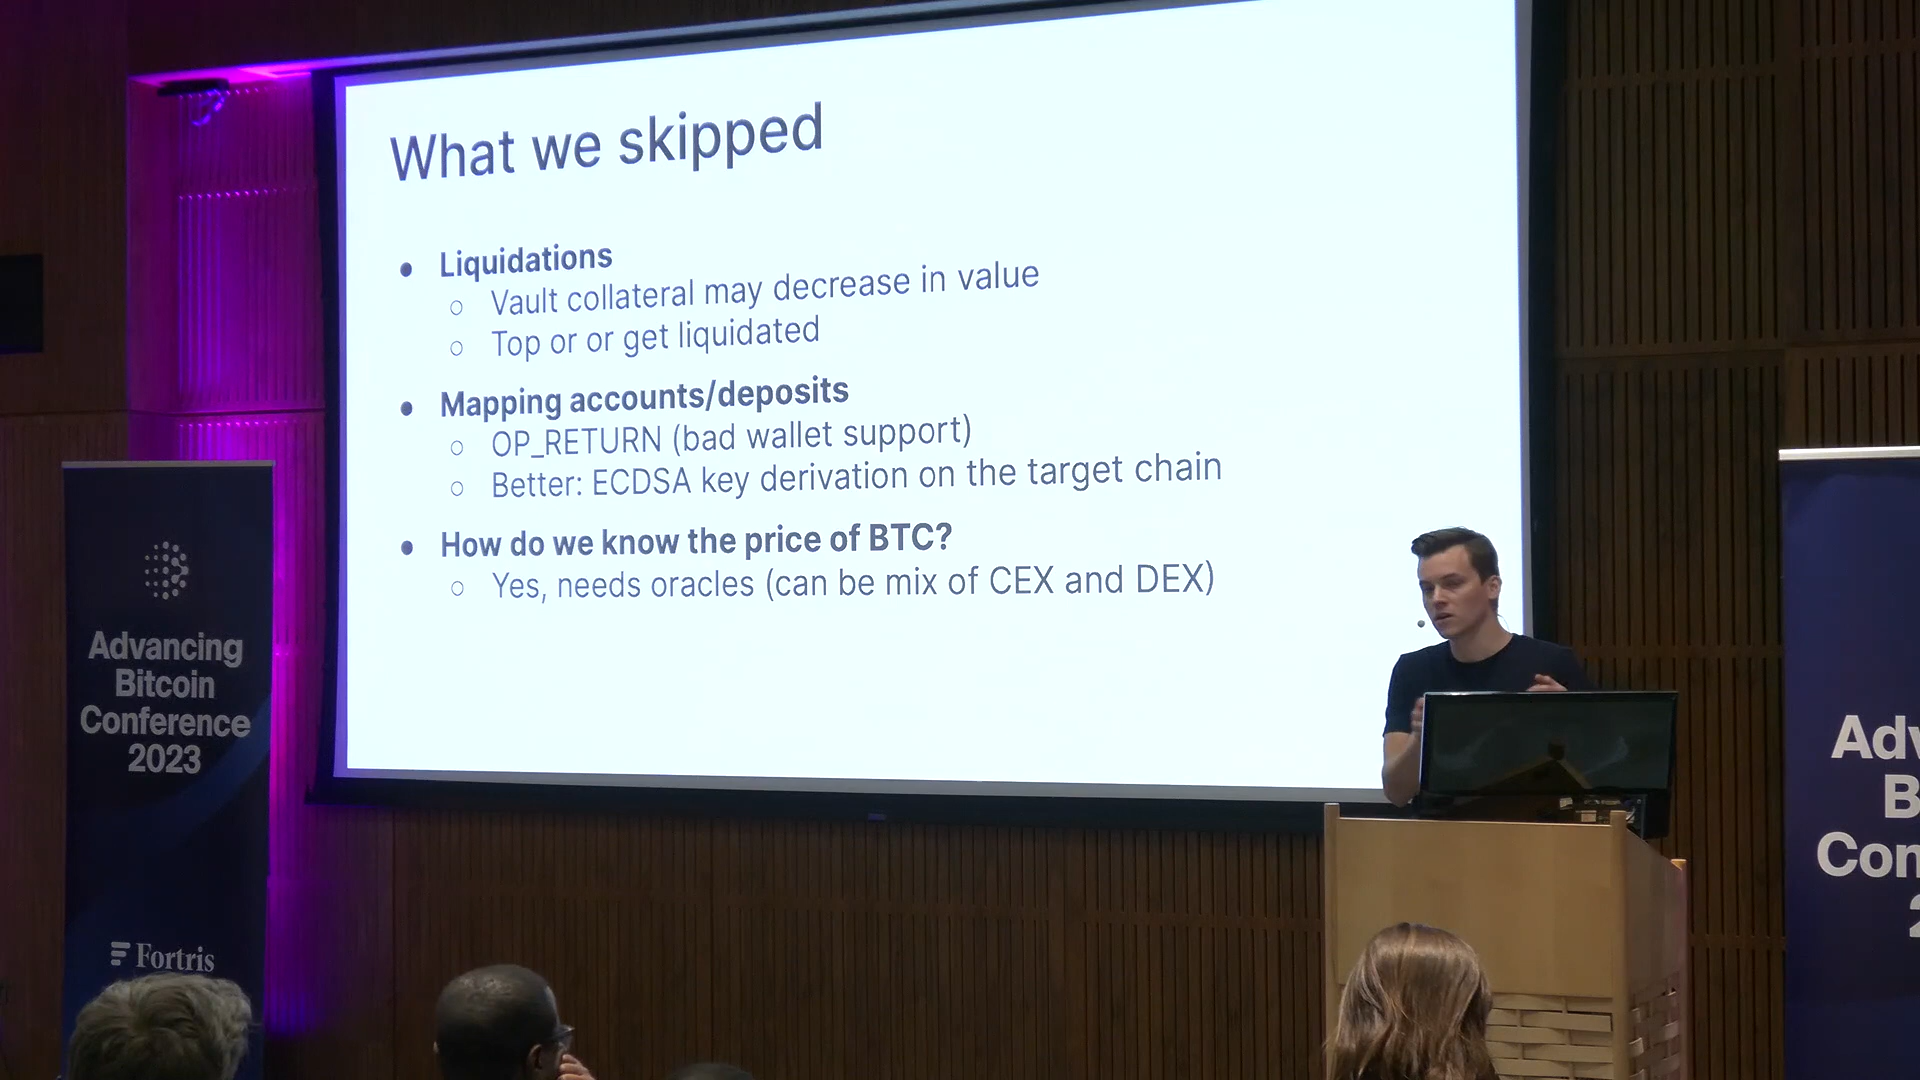 What we skipped
● Liquidations
○ Vault collateral may decrease in value
○ Top or or get liquidated
● Mapping accounts/deposits
○ OP_RETURN (bad wallet support)
○ Better: ECDSA key derivation on the target chain
● How do we know the price of BTC?
○ Yes, needs oracles (can be mix of CEX and DEX)
Advancing
Bitcoin
Conference
2023
Fortris
Adv
B
Con
2